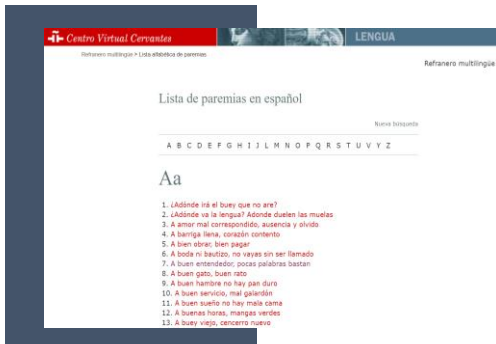 Centro Virtual Cervantes
LENGUA
Refranero multilingüe > Lista alfabética de paremias
Refranero multilingüe
Lista de paremias en español
Nueva búsqueda
A B C D E F G H I J L M N O P Q R S T U V Y Z
Aa
1. ¿Adónde irá el buey que no are?
2. ¿Adónde va la lengua? Adonde duelen las muelas
3. A amor mal correspondido, ausencia y olvido
4. A barriga llena, corazón contento
5. A bien obrar, bien pagar
6. A boda ni bautizo, no vayas sin ser llamado
7. A buen entendedor, pocas palabras bastan
8. A buen gato, buen rato
9. A buen hambre no hay pan duro
10. A buen servicio, mal galardón
11. A buen sueño no hay mala cama
12. A buenas horas, mangas verdes
13. A buey viejo, cencerro nuevo